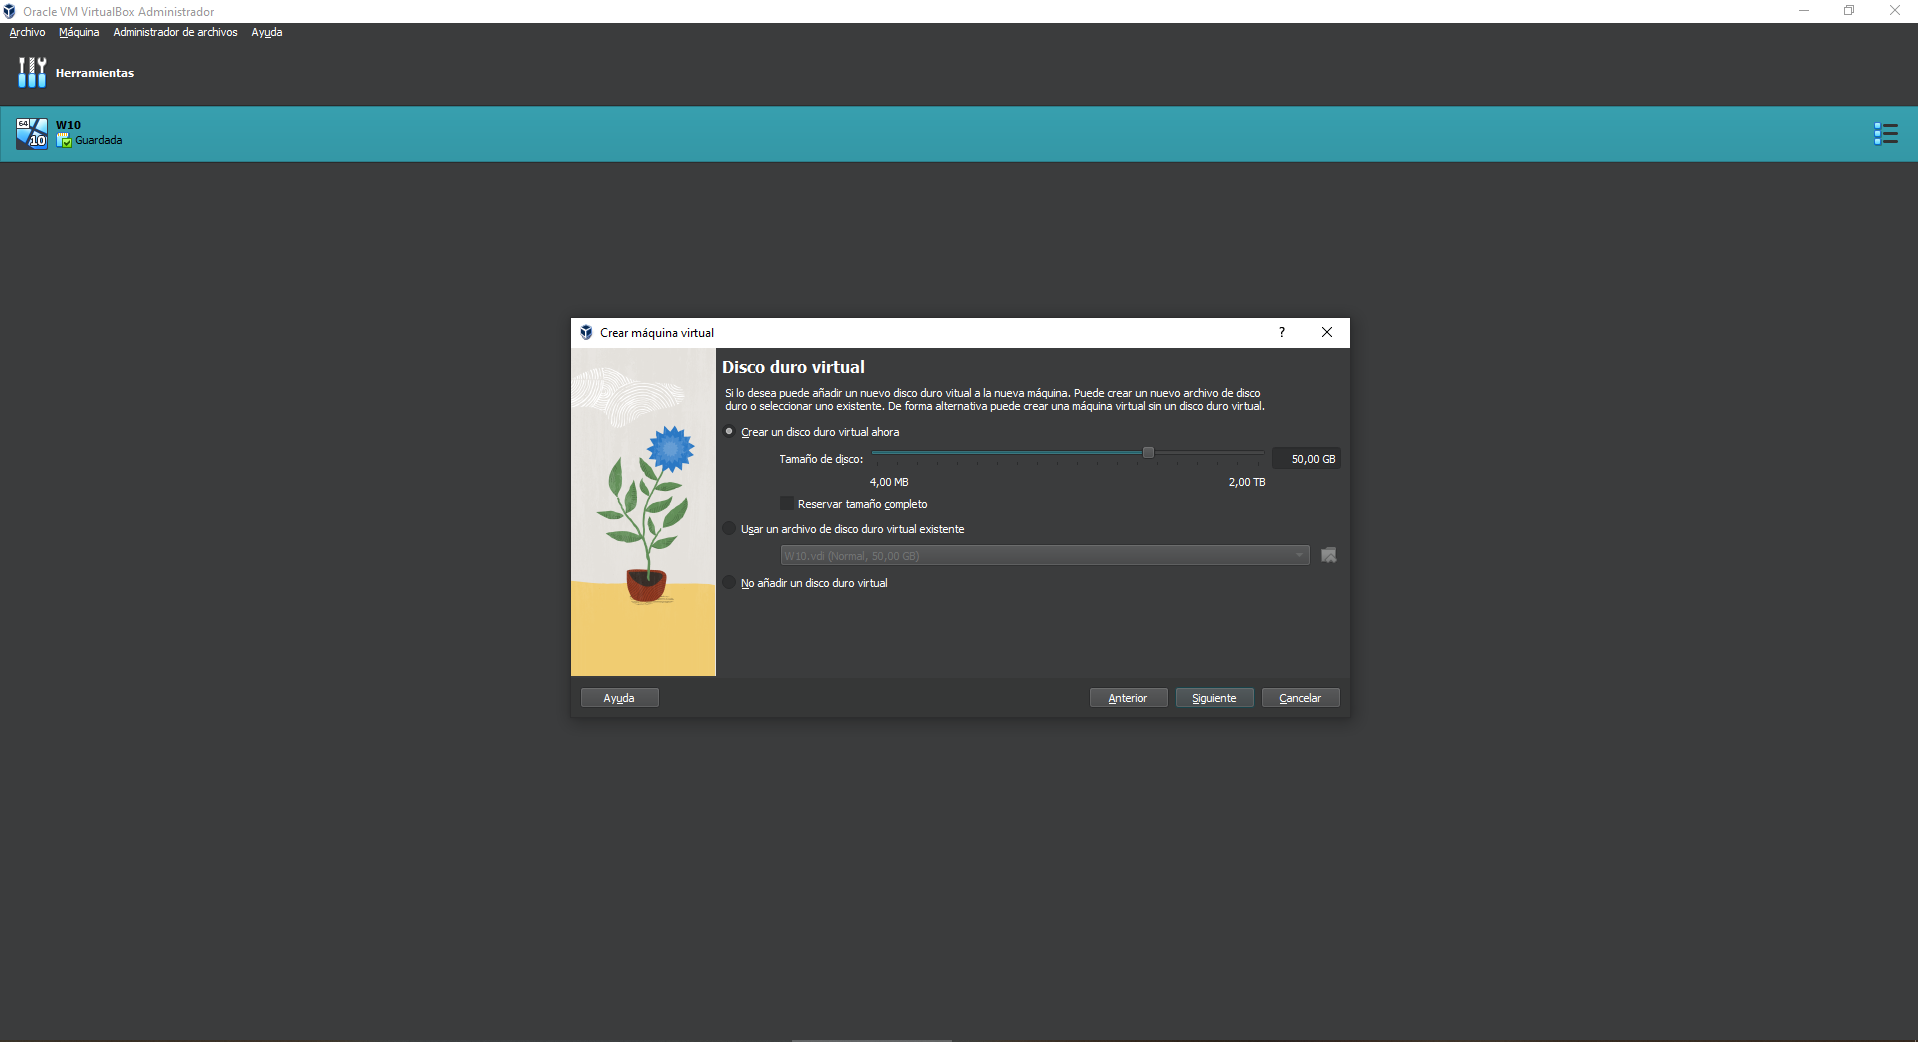 Oracle VM VirtualBox Administrador
Archivo Máquina Administrador de archivos Ayuda
Herramientas
64
10
W10
Guardada
Crear máquina virtual
?
Disco duro virtual
Si lo desea puede añadir un nuevo disco duro vitual a la nueva máquina. Puede crear un nuevo archivo de disco
duro o seleccionar uno existente. De forma alternativa puede crear una máquina virtual sin un disco duro virtual.
Crear un disco duro virtual ahora
Tamaño de disco:
50,00 GB
4,00 MB
2,00 TB
Reservar tamaño completo
Usar un archivo de disco duro virtual existente
W10.vdi (Normal, 50,00 GB)
No añadir un disco duro virtual
Ayuda
Anterior
Siguiente
Cancelar